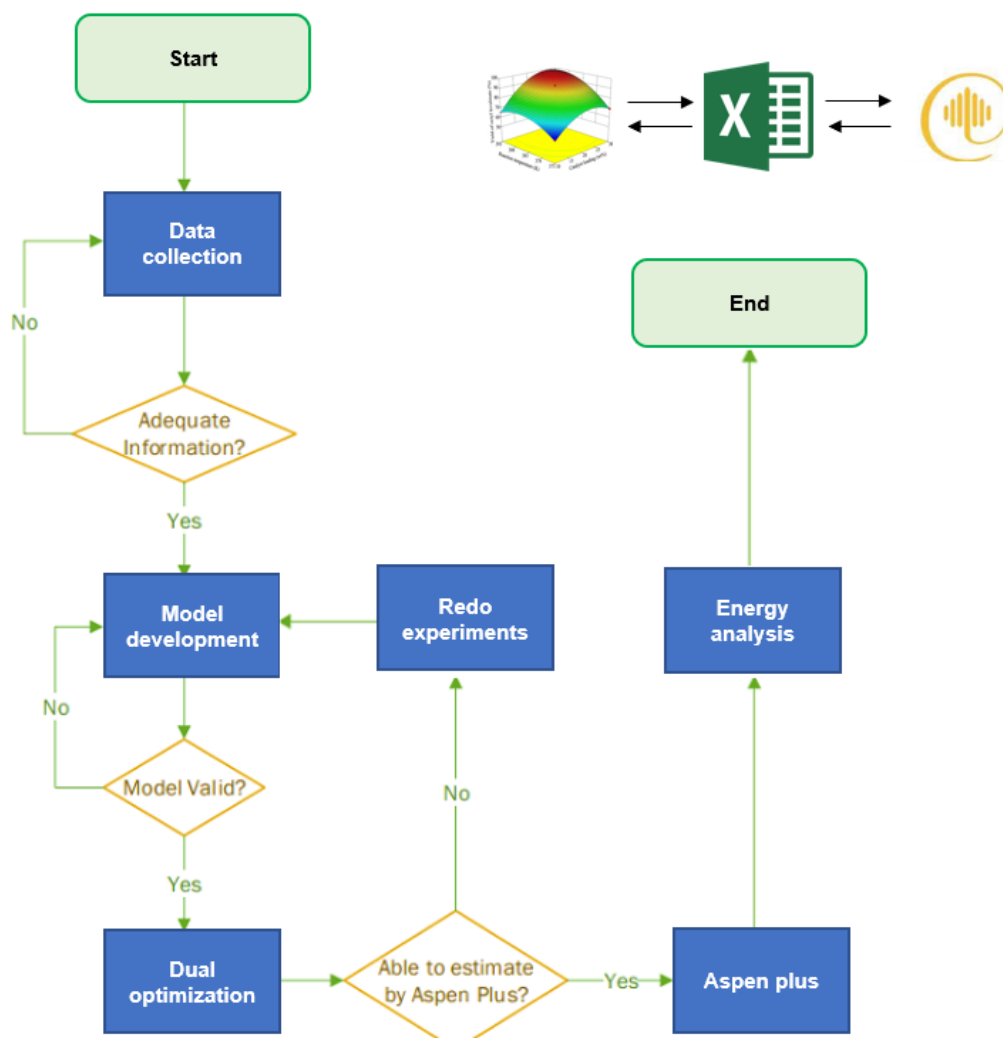 Start
X
Data
collection
No
Adequate
Information?
Yes
End
Model
development
Redo
experiments
Energy
analysis
No
Model Valid?
No
Yes
Dual
optimization
Able to estimate
by Aspen Plus?
Yes
Aspen plus